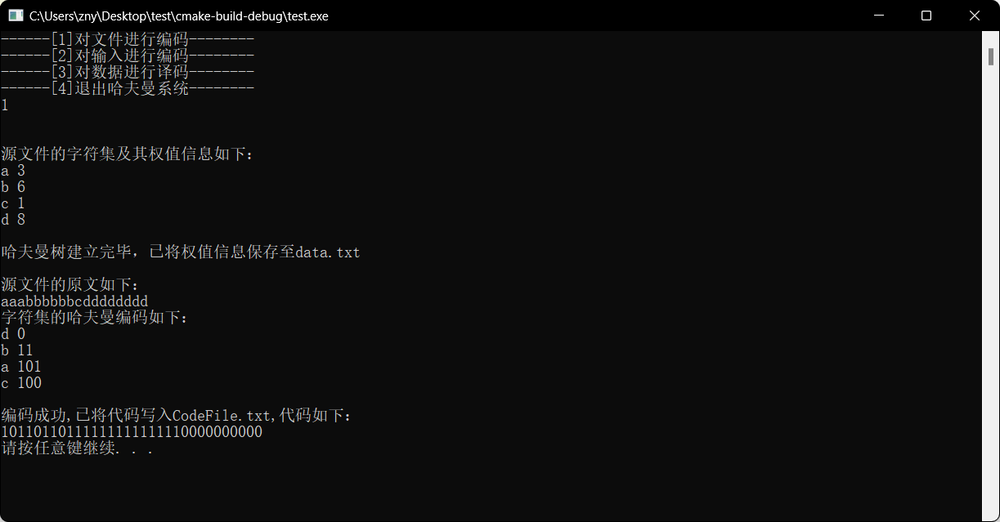 C:\Users\zny\Desktop\test\cmake-build-debug\test.exe
------[1]对文件进行编码--------
------[2]对输入进行编码--------
------[3]对数据进行译码--------
------[4]退出哈夫曼系统--------
1
源文件的字符集及其权值信息如下:
a 3
b 6
c 1
d 8
哈夫曼树建立完毕，已将权值信息保存至data.txt
源文件的原文如下:
aaabbbbbbcdddddddd
字符集的哈夫曼编码如下:
d 0
b 11
a 101
c 100
编码成功,已将代码写入CodeFile.txt,代码如下:
10110110111111111111110000000000
请按任意键继续. . .